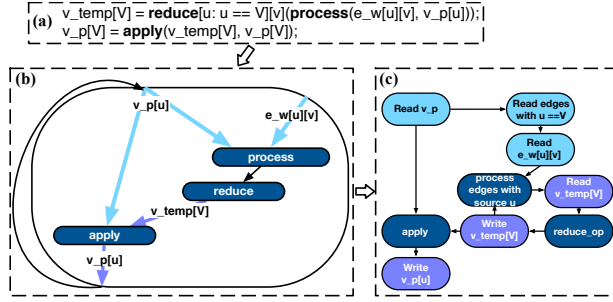 v_temp[V] = reduce[u: u == V][v](process(e_w[u][v], v_p[u]));
(a)
v_p[V] = apply(v_temp[V], v_p[V]);
(b)
v_p[u]
e_w[u][v]
process
reduce
v_temp[V]
apply
v_p[u]
(c)
Read v_p
Read edges
with u ==V
Read
e_w[u][v]
process
edges with
source u
Read
v_temp[V]
apply
Write
v_temp[V]
reduce_op
Write
v_p[u]